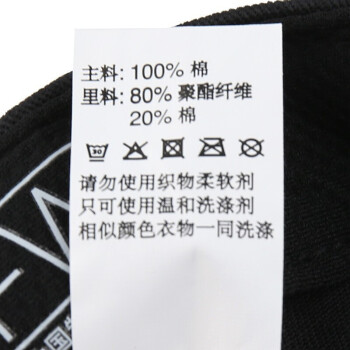 主料: 100% 棉
里料: 80% 聚酯纤维
20% 棉
请勿使用织物柔软剂
只可使用温和洗涤剂
相似颜色衣物一同洗涤